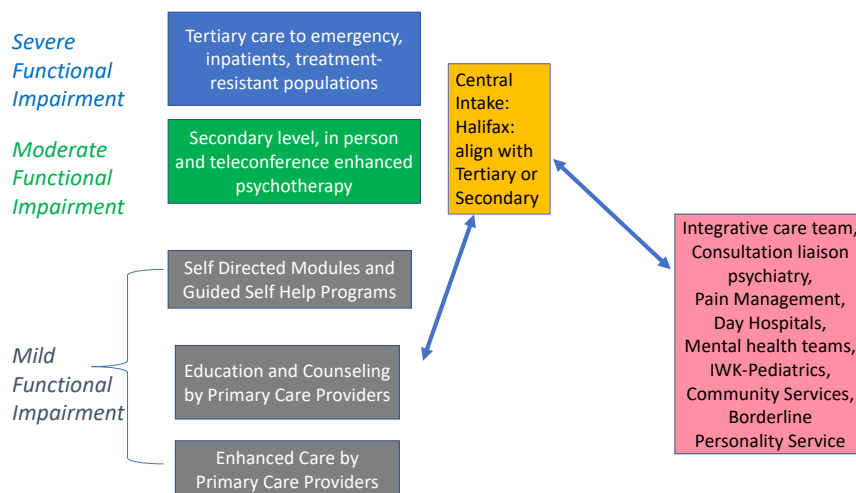 Severe
Functional
Impairment
Tertiary care to emergency,
inpatients, treatment-
resistant populations
Moderate
Functional
Impairment
Secondary level, in person
and teleconference enhanced
psychotherapy
Central
Intake:
Halifax:
align with
Tertiary or
Secondary
Mild
Functional
Impairment
Self Directed Modules and
Guided Self Help Programs
Education and Counseling
by Primary Care Providers
Enhanced Care by
Primary Care Providers
Integrative care team,
Consultation liaison
psychiatry,
Pain Management,
Day Hospitals,
Mental health teams,
IWK-Pediatrics,
Community Services,
Borderline
Personality Service